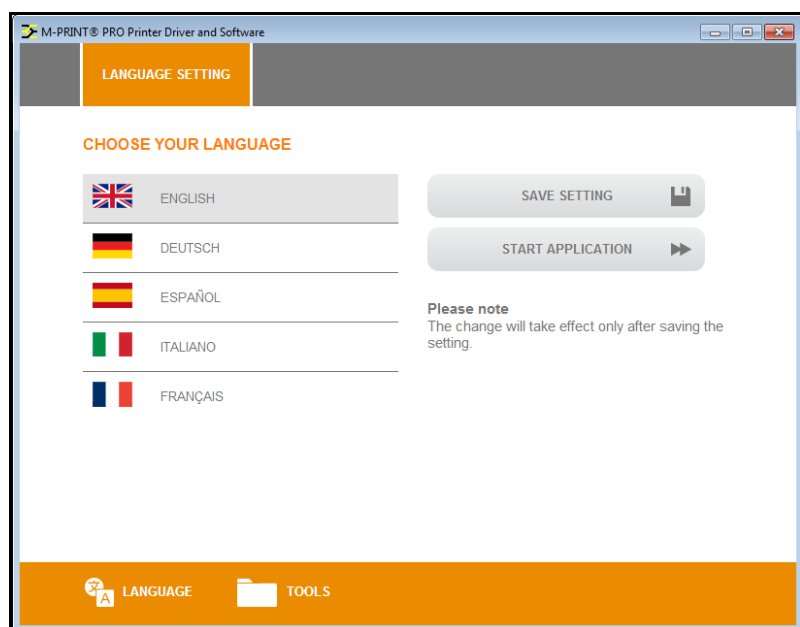 M-PRINT® PRO Printer Driver and Software
LANGUAGE SETTING
CHOOSE YOUR LANGUAGE
ENGLISH
DEUTSCH
ESPAÑOL
ITALIANO
FRANÇAIS
SAVE SETTING
START APPLICATION
Please note
The change will take effect only after saving the
setting.
LANGUAGE
TOOLS